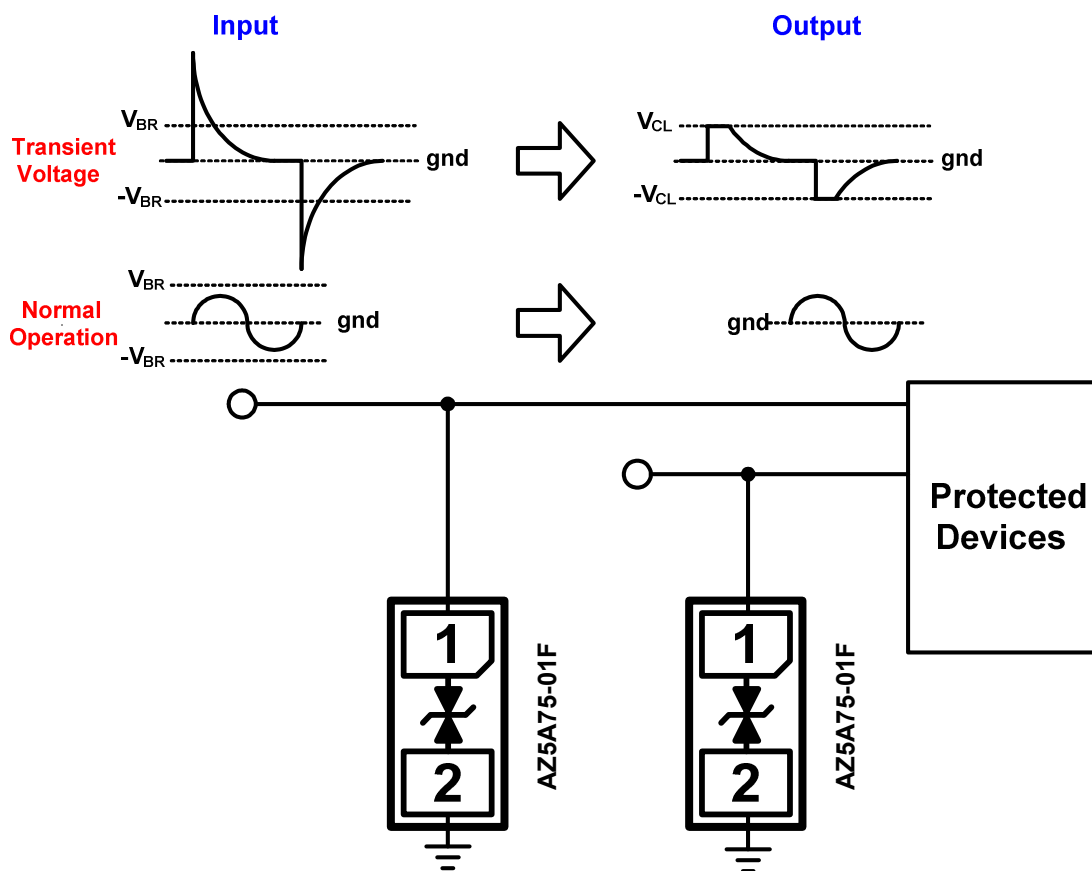 Input
Output
Transient
Voltage
VBR
gnd
-VBR
VCL
gnd
-VCL
Normal
Operation
VBR
gnd
-VBR
gnd
Protected
Devices
1
2
AZ5A75-01F
1
2
AZ5A75-01F